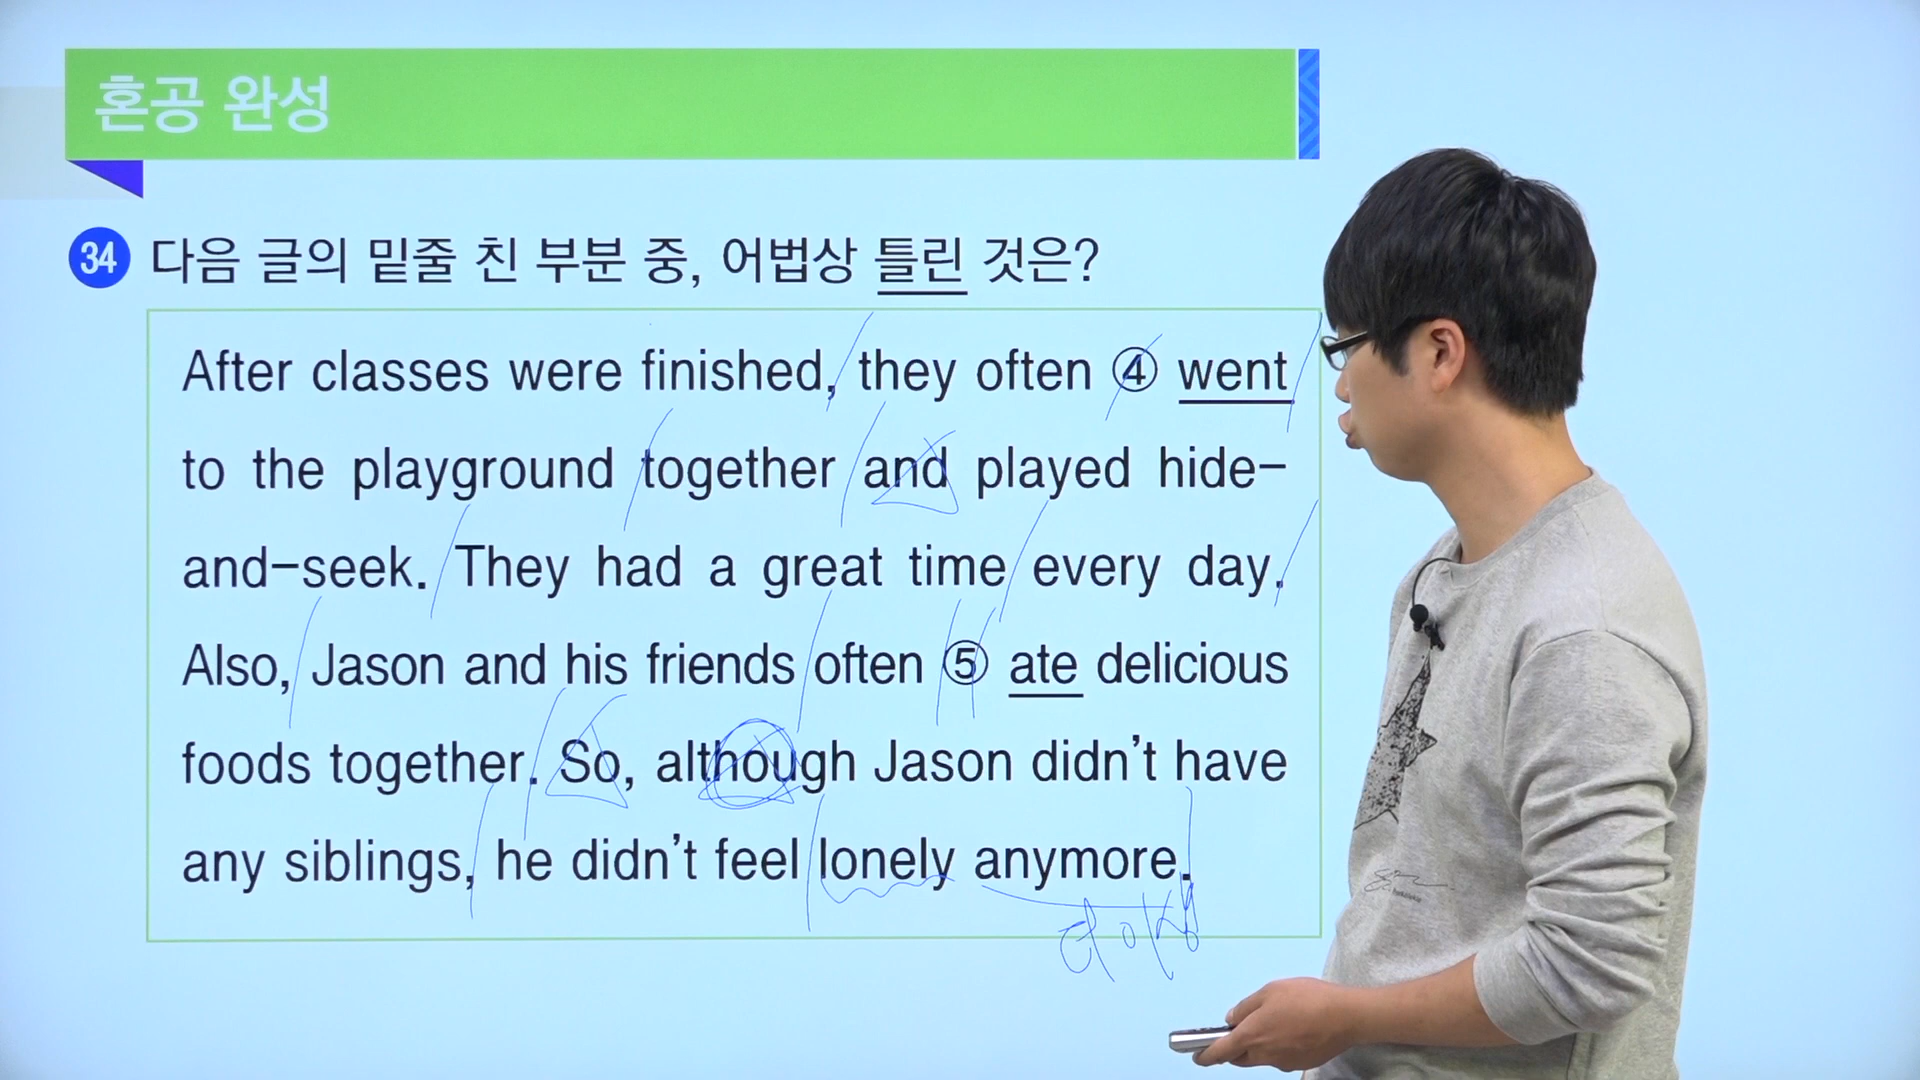 혼공 완성
34 다음 글의 밑줄 친 부분 중, 어법상 틀린 것은?
After classes were finished, they often ④ went
to the playground together and played hide-
and-seek. They had a great time every day.
Also, Jason and his friends often ⑤ ate delicious
foods together. So, although Jason didn't have
any siblings, he didn't feel lonely anymore.
더 이상